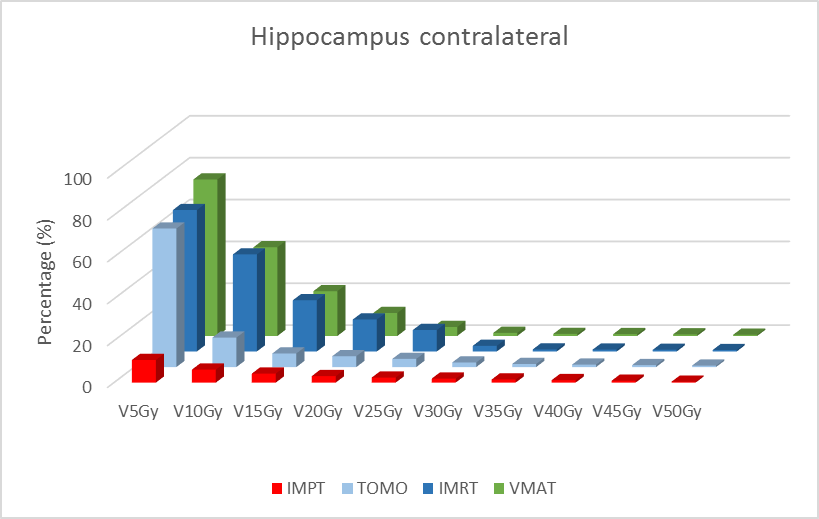 Hippocampus contralateral
Percentage (%)
100
80
60
40
20
0
V5Gy V10Gy V15Gy V20Gy V25Gy V30Gy V35Gy V40Gy V45Gy V50Gy
IMPT TOMO IMRT VMAT